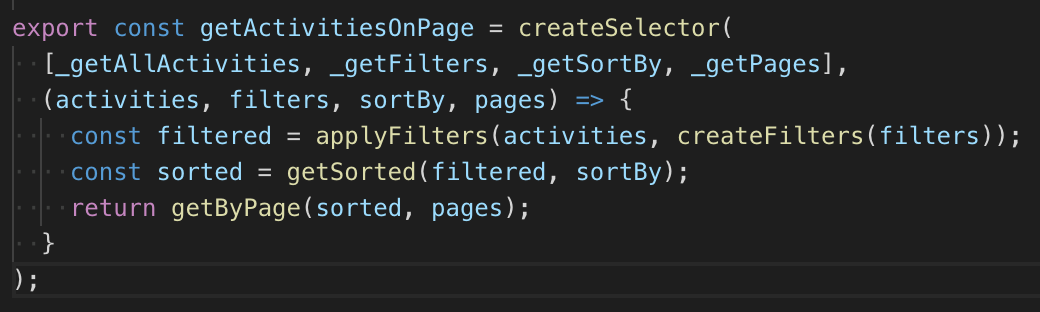 export const getActivitiesOnPage = createSelector(
  [_getAllActivities, _getFilters, _getSortBy, _getPages],
  (activities, filters, sortBy, pages) => {
    const filtered = applyFilters(activities, createFilters(filters));
    const sorted = getSorted(filtered, sortBy);
    return getByPage(sorted, pages);
  }
);